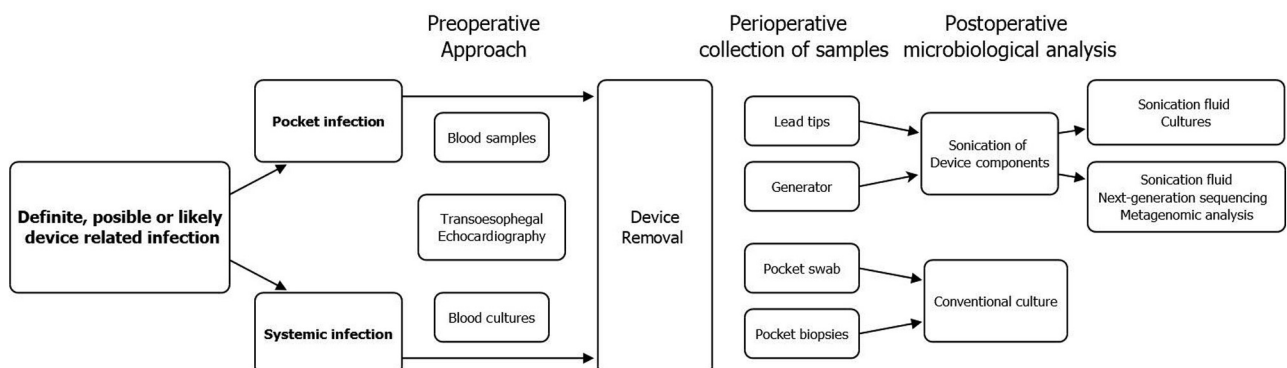 Preoperative
Approach
Perioperative
collection of samples
Postoperative
microbiological analysis
Pocket infection
Blood samples
Definite, posible or likely
device related infection
Transoesophegal
Echocardiography
Systemic infection
Blood cultures
Device
Removal
Lead tips
Generator
Pocket swab
Pocket biopsies
Sonication of
Device components
Conventional culture
Sonication fluid
Cultures
Sonication fluid
Next-generation sequencing
Metagenomic analysis